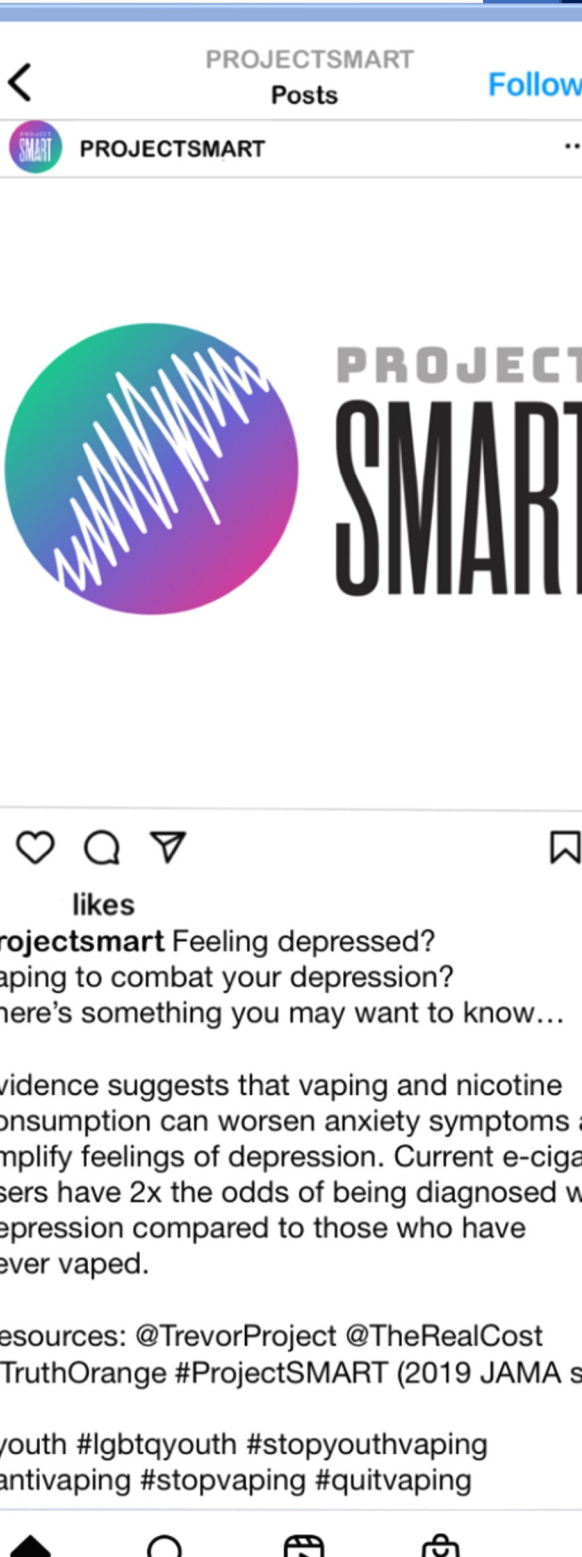 PROJECTSMART
Posts
Follow
PROJECT
SMART
PROJECTSMART
PROJECT
SMART
likes
rojectsmart Feeling depressed?
aping to combat your depression?
here's something you may want to know...
vidence suggests that vaping and nicotine
onsumption can worsen anxiety symptoms a
mplify feelings of depression. Current e-ciga
sers have 2x the odds of being diagnosed w
epression compared to those who have
ever vaped.
esources: @TrevorProject @TheRealCost
TruthOrange #ProjectSMART (2019 JAMA s
youth #lgbtqyouth #stopyouthvaping
antivaping #stopvaping #quitvaping